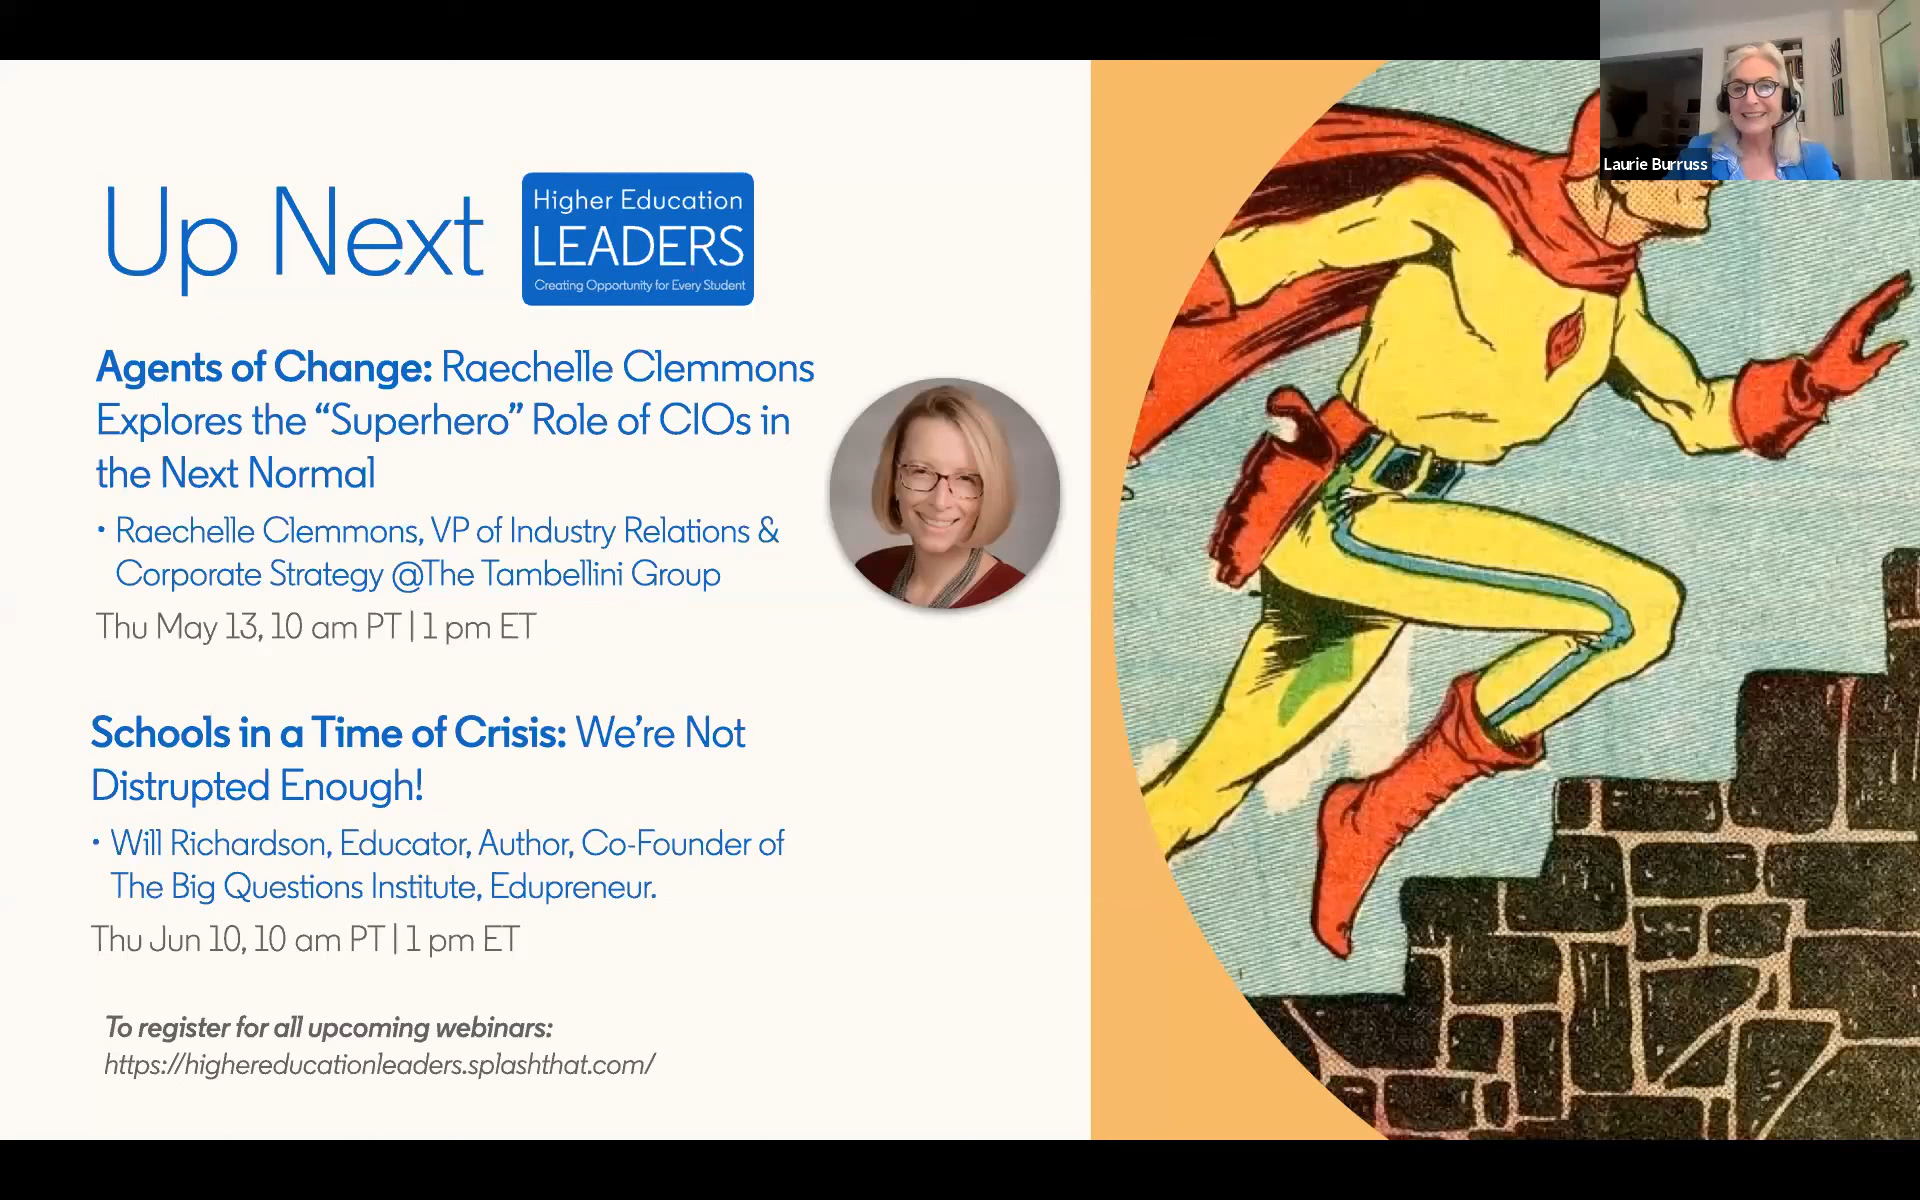 Laurie Burruss
Up Next
Higher Education
LEADERS
Creating Opportunity for Every Student
Agents of Change: Raechelle Clemmons
Explores the “Superhero” Role of CIOs in
the Next Normal
• Raechelle Clemmons, VP of Industry Relations &
Corporate Strategy @The Tambellini Group
Thu May 13, 10 am PT | 1 pm ET
Schools in a Time of Crisis: We’re Not
Distrupted Enough!
• Will Richardson, Educator, Author, Co-Founder of
The Big Questions Institute, Edupreneur.
Thu Jun 10, 10 am PT | 1 pm ET
To register for all upcoming webinars:
https://highereducationleaders.splashthat.com/